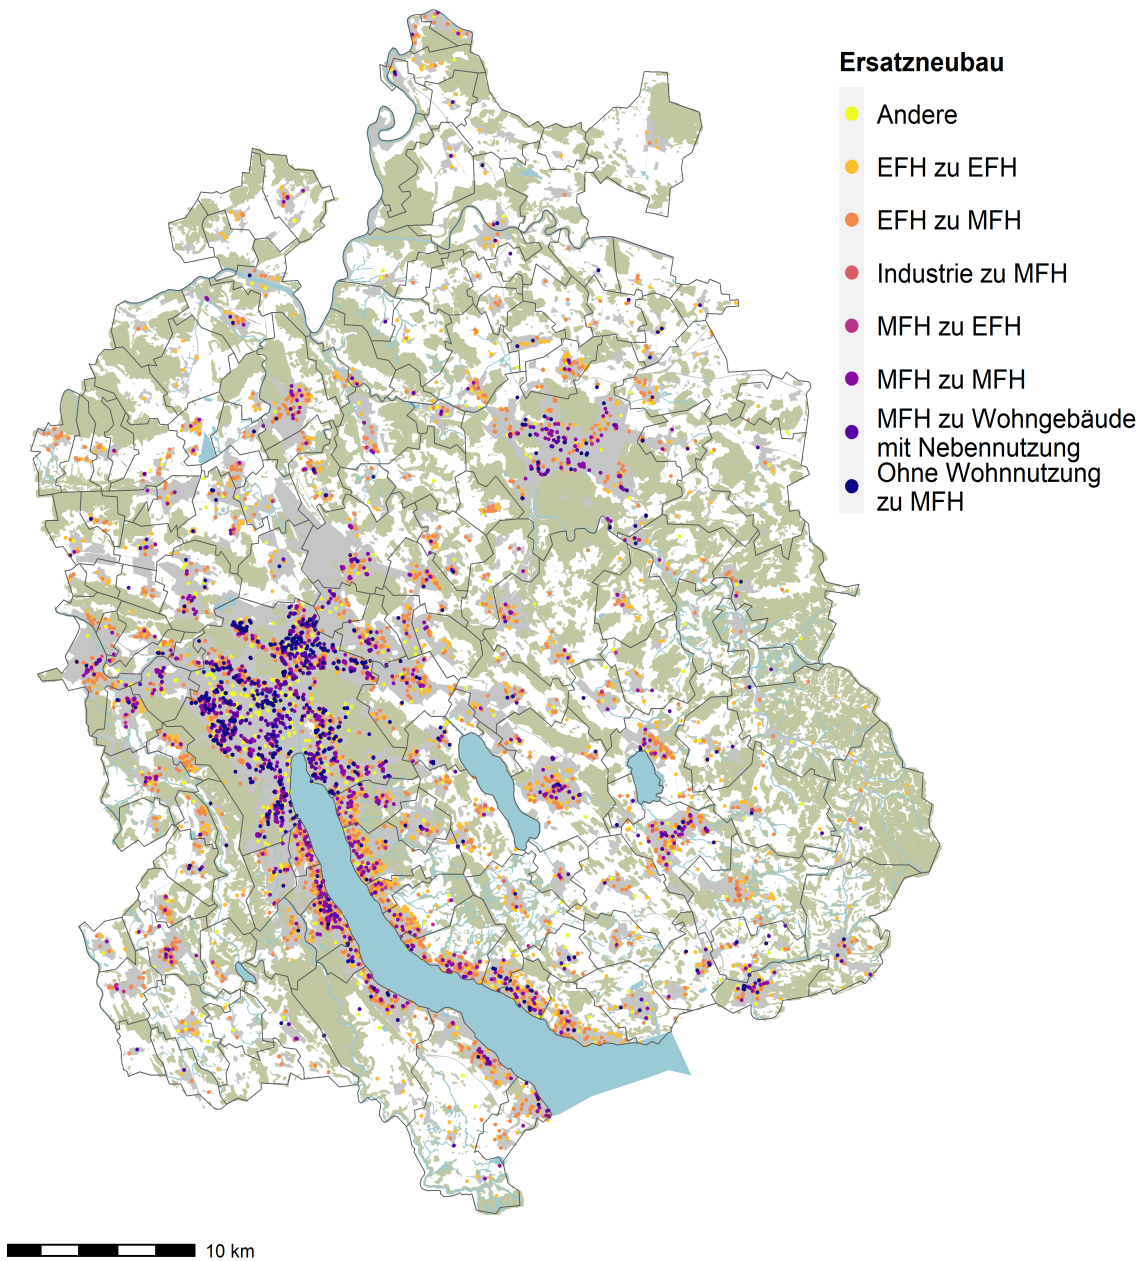 Ersatzneubau
Andere
EFH zu EFH
EFH zu MFH
Industrie zu MFH
MFH zu EFH
MFH zu MFH
MFH zu Wohngebäude
mit Nebennutzung
Ohne Wohnnutzung
zu MFH
10 km